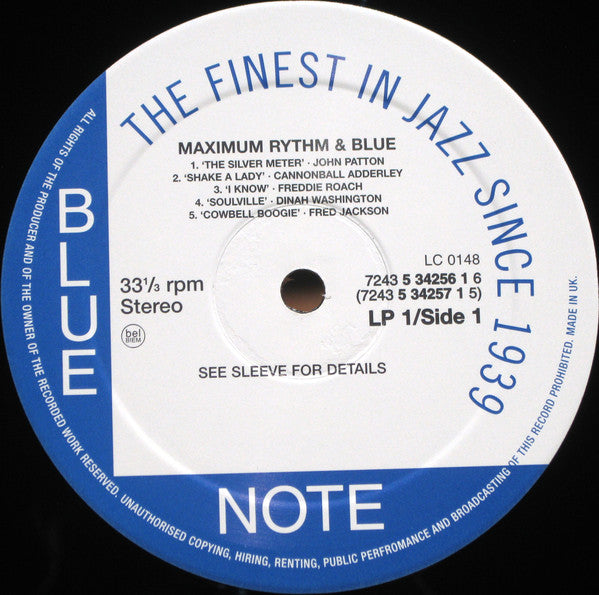 THE FINEST IN JAZZ SINCE 1939
MAXIMUM RYTHM & BLUE
1. 'THE SILVER METER' · JOHN PATTON
2. 'SHAKE A LADY' · CANNONBALL ADDERLEY
3. 'I KNOW' · FREDDIE ROACH
4. 'SOULVILLE' · DINAH WASHINGTON
5. 'COWBELL BOOGIE' · FRED JACKSON
LC 0148
33⅓ rpm
Stereo
7243 5 34256 1 6
(7243 5 34257 1 5)
LP 1/Side 1
bel
BIEM
SEE SLEEVE FOR DETAILS
BLUE
NOTE
ALL RIGHTS OF THE PRODUCER AND OF THE OWNER OF THE RECORDED WORK RESERVED. UNAUTHORISED COPYING, HIRING, RENTING, PUBLIC PERFROMANCE AND BROADCASTING OF THIS RECORD PROHIBITED. MADE IN UK.